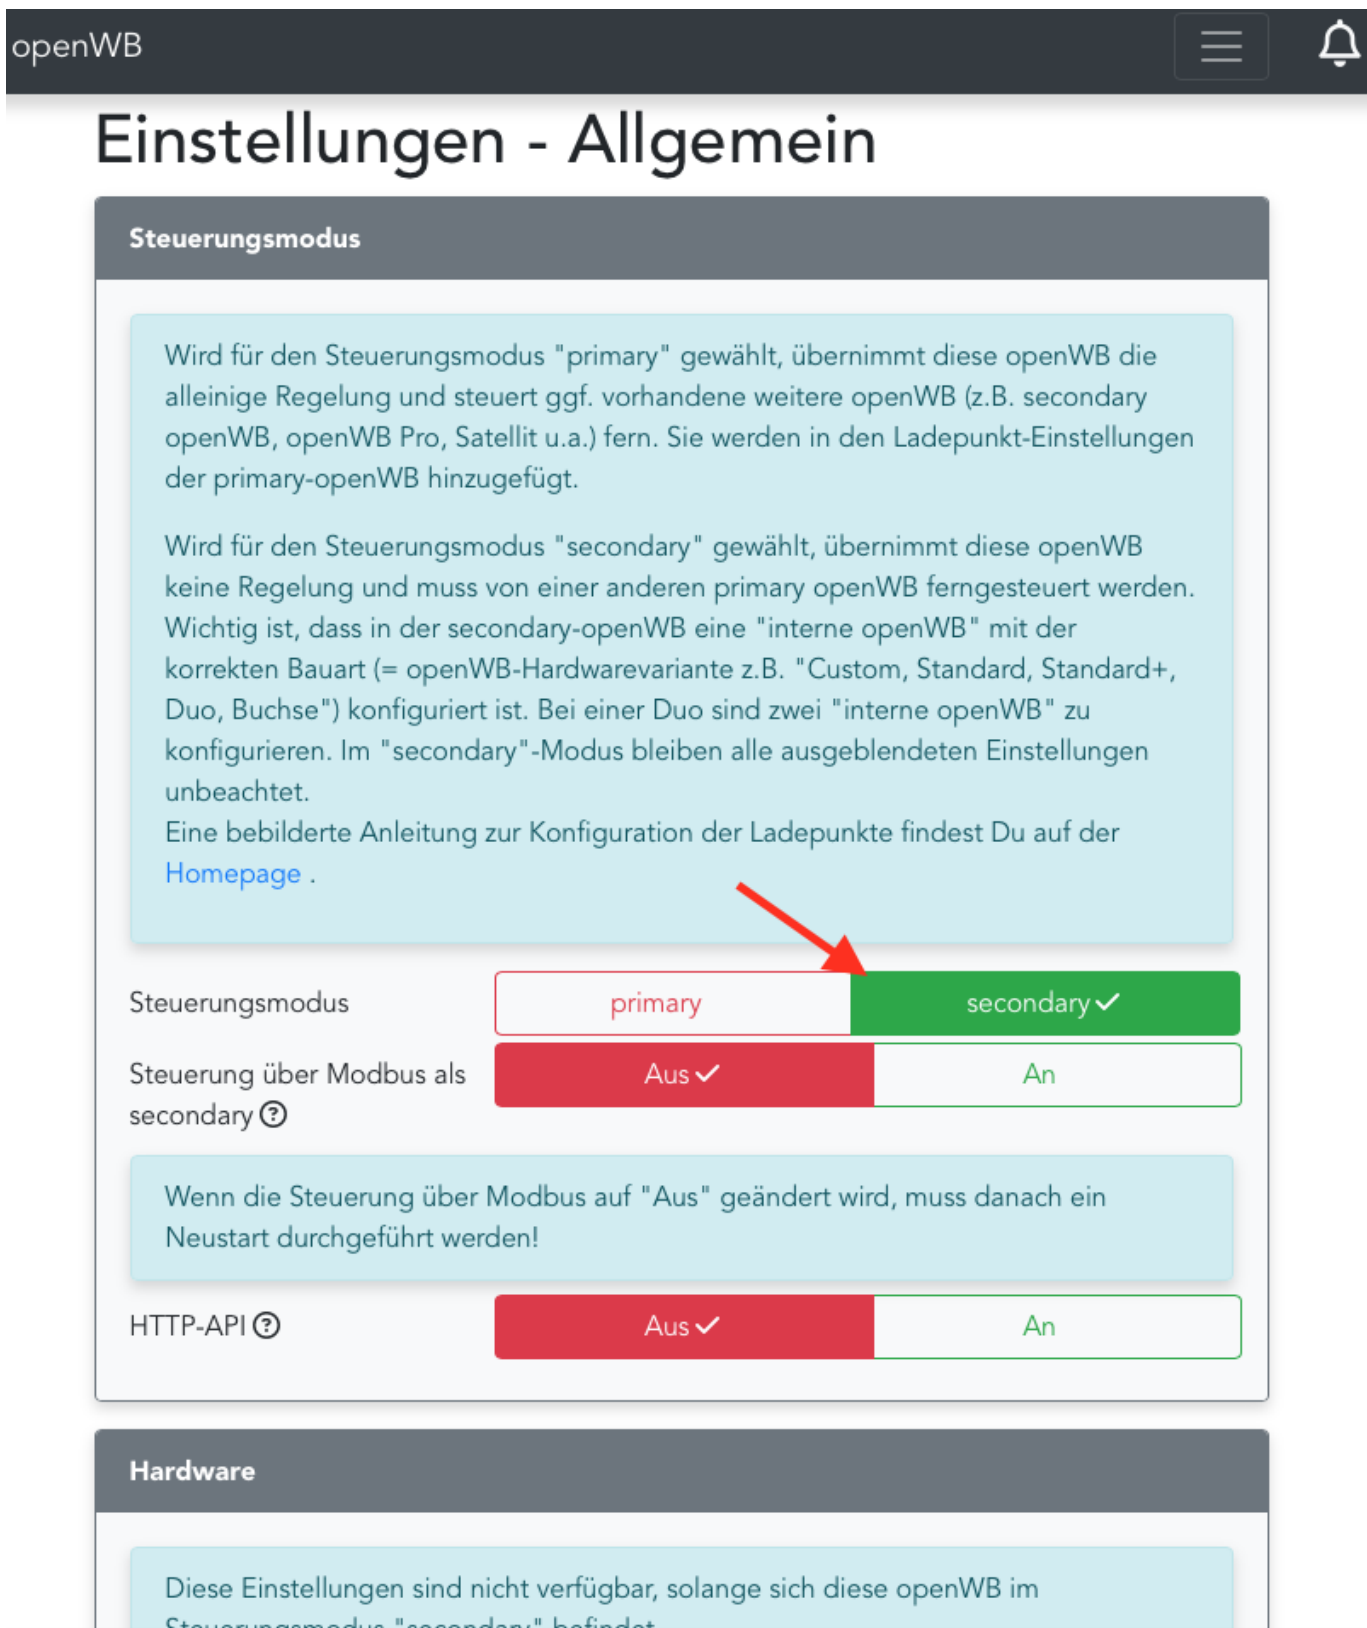 openWB
Einstellungen - Allgemein
Steuerungsmodus
Wird für den Steuerungsmodus "primary" gewählt, übernimmt diese openWB die
alleinige Regelung und steuert ggf. vorhandene weitere openWB (z.B. secondary
openWB, openWB Pro, Satellit u.a.) fern. Sie werden in den Ladepunkt-Einstellungen
der primary-openWB hinzugefügt.
Wird für den Steuerungsmodus "secondary" gewählt, übernimmt diese openWB
keine Regelung und muss von einer anderen primary openWB ferngesteuert werden.
Wichtig ist, dass in der secondary-openWB eine "interne openWB" mit der
korrekten Bauart (= openWB-Hardwarevariante z.B. "Custom, Standard, Standard+,
Duo, Buchse") konfiguriert ist. Bei einer Duo sind zwei "interne openWB" zu
konfigurieren. Im "secondary"-Modus bleiben alle ausgeblendeten Einstellungen
unbeachtet.
Eine bebilderte Anleitung zur Konfiguration der Ladepunkte findest Du auf der
Homepage .
Steuerungsmodus primary secondary
Steuerung über Modbus als Aus An
secondary
Wenn die Steuerung über Modbus auf "Aus" geändert wird, muss danach ein
Neustart durchgeführt werden!
HTTP-API Aus An
Hardware
Diese Einstellungen sind nicht verfügbar, solange sich diese openWB im
Steuerungsmodus "secondary" befindet